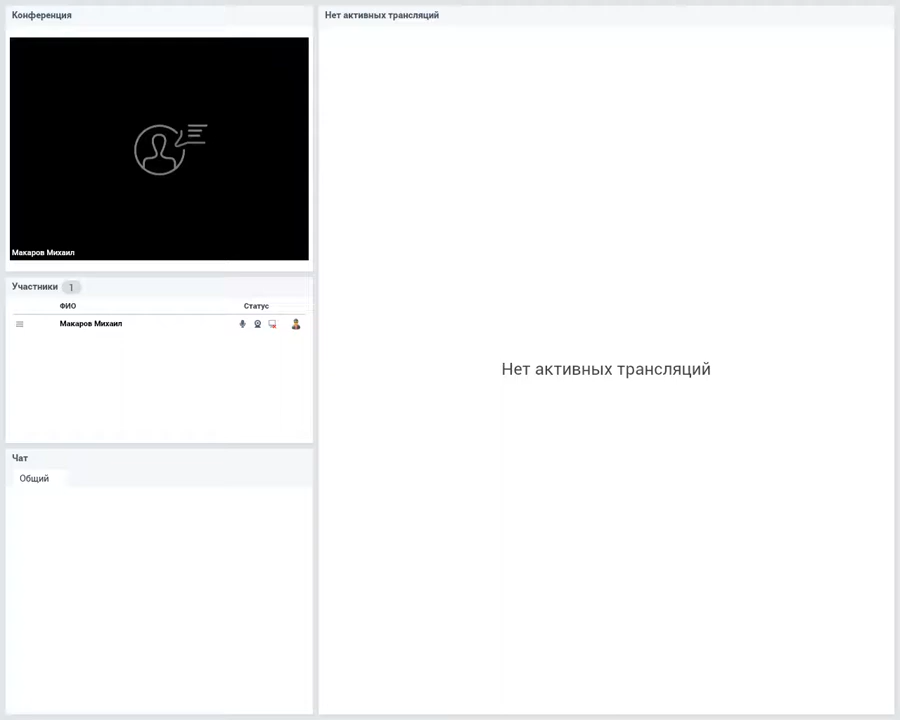 Конференция
Макаров Михаил
Участники 1
ФИО Статус
Макаров Михаил
Чат
Общий
Нет активных трансляций
Нет активных трансляций